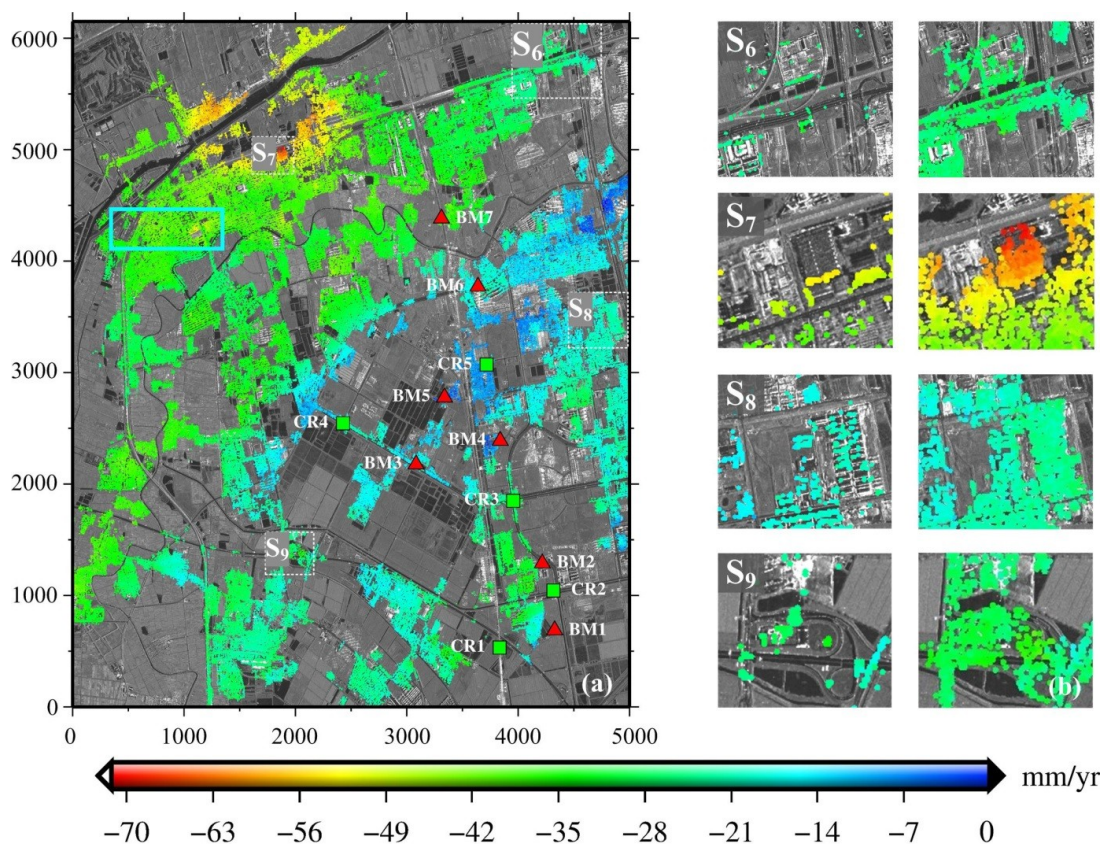 6000
5000
4000
3000
2000
1000
0
0
1000
2000
3000
4000
5000
S6
S7
BM7
BM6
S8
CR5
BM5
CR4
BM4
BM3
CR3
S9
BM2
CR2
BM1
CR1
(a)
S6
S7
S8
S9
(b)
mm/yr
−70 −63 −56 −49 −42 −35 −28 −21 −14 −7 0